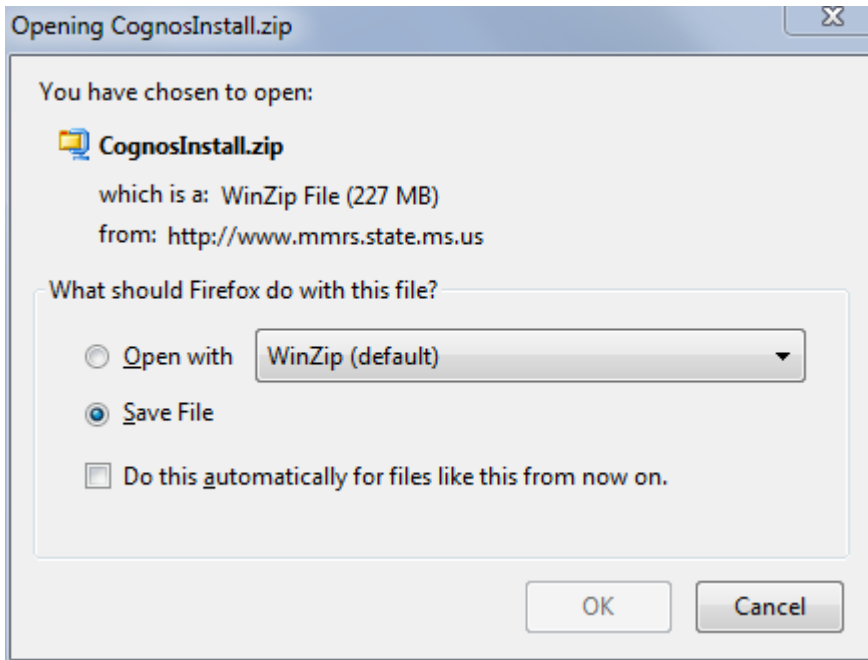 Opening CognosInstall.zip
You have chosen to open:
CognosInstall.zip
which is a: WinZip File (227 MB)
from: http://www.mmrs.state.ms.us
What should Firefox do with this file?
Open with WinZip (default)
Save File
Do this automatically for files like this from now on.
OK Cancel